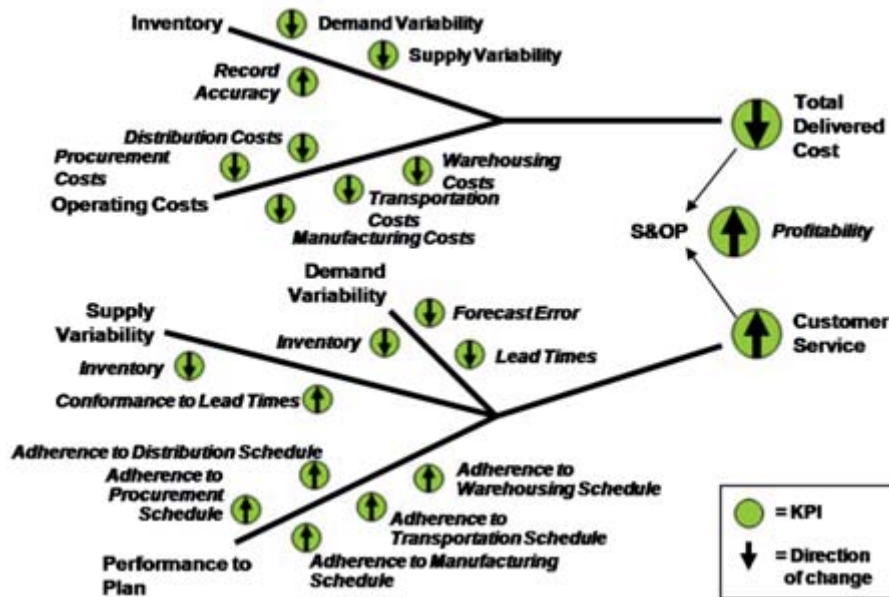 Inventory
Demand Variability
Supply Variability
Record
Accuracy
Total
Delivered
Cost
Distribution Costs
Procurement
Costs
Warehousing
Costs
Operating Costs
Transportation
Costs
Manufacturing Costs
S&OP
Profitability
Demand
Variability
Supply
Variability
Forecast Error
Inventory
Lead Times
Customer
Service
Inventory
Conformance to Lead Times
Adherence to Distribution Schedule
Adherence to
Procurement
Schedule
Adherence to
Warehousing Schedule
Adherence to
Transportation Schedule
Adherence to Manufacturing
Schedule
Performance to
Plan
= KPI
= Direction
of change